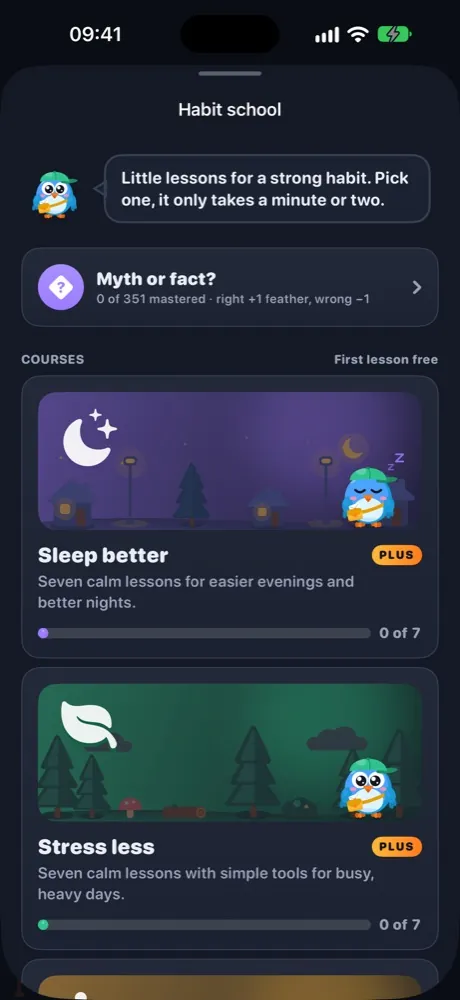 09:41
Habit school
Little lessons for a strong habit. Pick
one, it only takes a minute or two.
?
Myth or fact?
0 of 351 mastered · right +1 feather, wrong −1
COURSES
First lesson free
z z
Sleep better
PLUS
Seven calm lessons for easier evenings and
better nights.
0 of 7
Stress less
PLUS
Seven calm lessons with simple tools for busy,
heavy days.
0 of 7